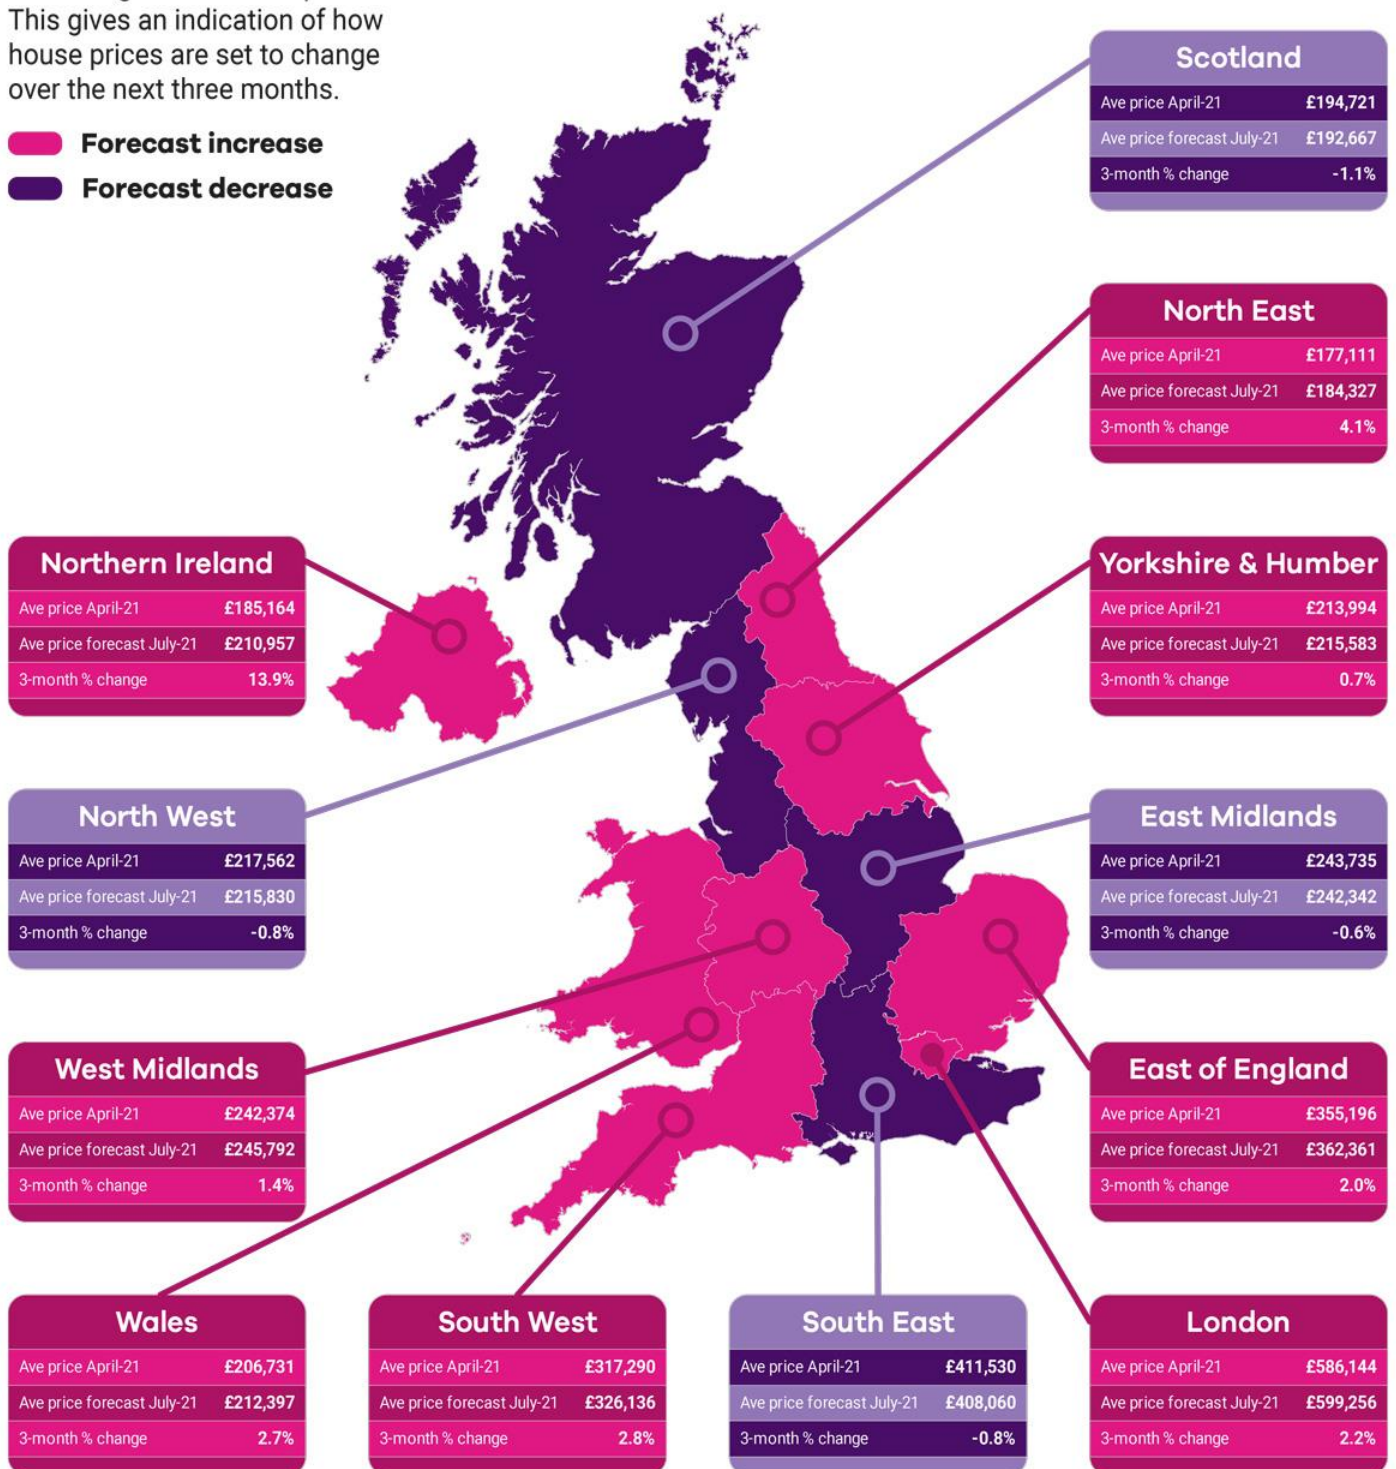 This gives an indication of how
house prices are set to change
over the next three months.
Forecast increase
Forecast decrease
Scotland
Ave price April-21 £194,721
Ave price forecast July-21 £192,667
3-month % change -1.1%
North East
Ave price April-21 £177,111
Ave price forecast July-21 £184,327
3-month % change 4.1%
Northern Ireland
Ave price April-21 £185,164
Ave price forecast July-21 £210,957
3-month % change 13.9%
Yorkshire & Humber
Ave price April-21 £213,994
Ave price forecast July-21 £215,583
3-month % change 0.7%
North West
Ave price April-21 £217,562
Ave price forecast July-21 £215,830
3-month % change -0.8%
East Midlands
Ave price April-21 £243,735
Ave price forecast July-21 £242,342
3-month % change -0.6%
West Midlands
Ave price April-21 £242,374
Ave price forecast July-21 £245,792
3-month % change 1.4%
East of England
Ave price April-21 £355,196
Ave price forecast July-21 £362,361
3-month % change 2.0%
Wales
Ave price April-21 £206,731
Ave price forecast July-21 £212,397
3-month % change 2.7%
South West
Ave price April-21 £317,290
Ave price forecast July-21 £326,136
3-month % change 2.8%
South East
Ave price April-21 £411,530
Ave price forecast July-21 £408,060
3-month % change -0.8%
London
Ave price April-21 £586,144
Ave price forecast July-21 £599,256
3-month % change 2.2%